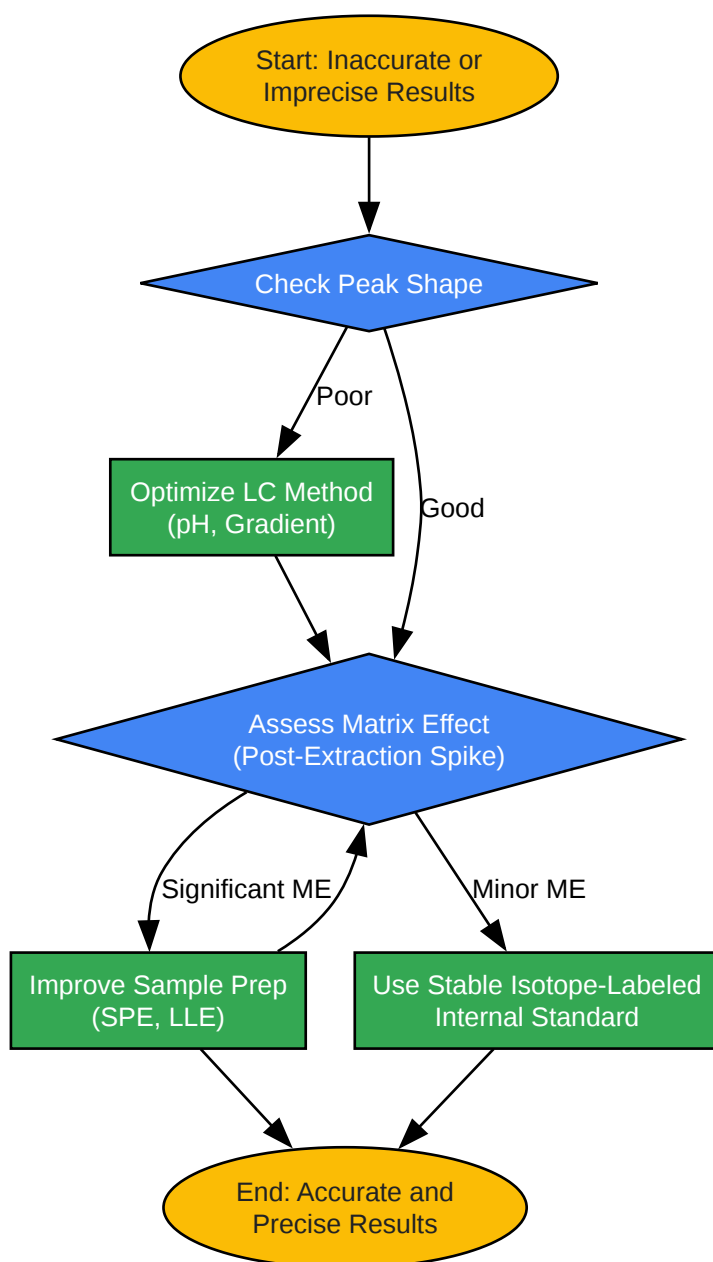 Start: Inaccurate or
Imprecise Results
Check Peak Shape
Poor
Optimize LC Method
(pH, Gradient)
Good
Assess Matrix Effect
(Post-Extraction Spike)
Significant ME
Minor ME
Improve Sample Prep
(SPE, LLE)
Use Stable Isotope-Labeled
Internal Standard
End: Accurate and
Precise Results